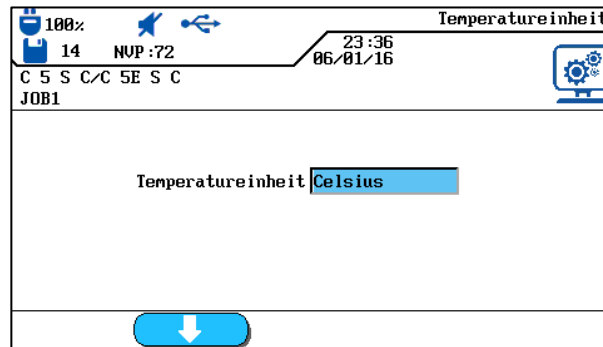 100% Temperatureinheit
14 NVP:72 23:36
06/01/16
C 5 S C/C 5E S C
JOB1
Temperatureinheit Celsius